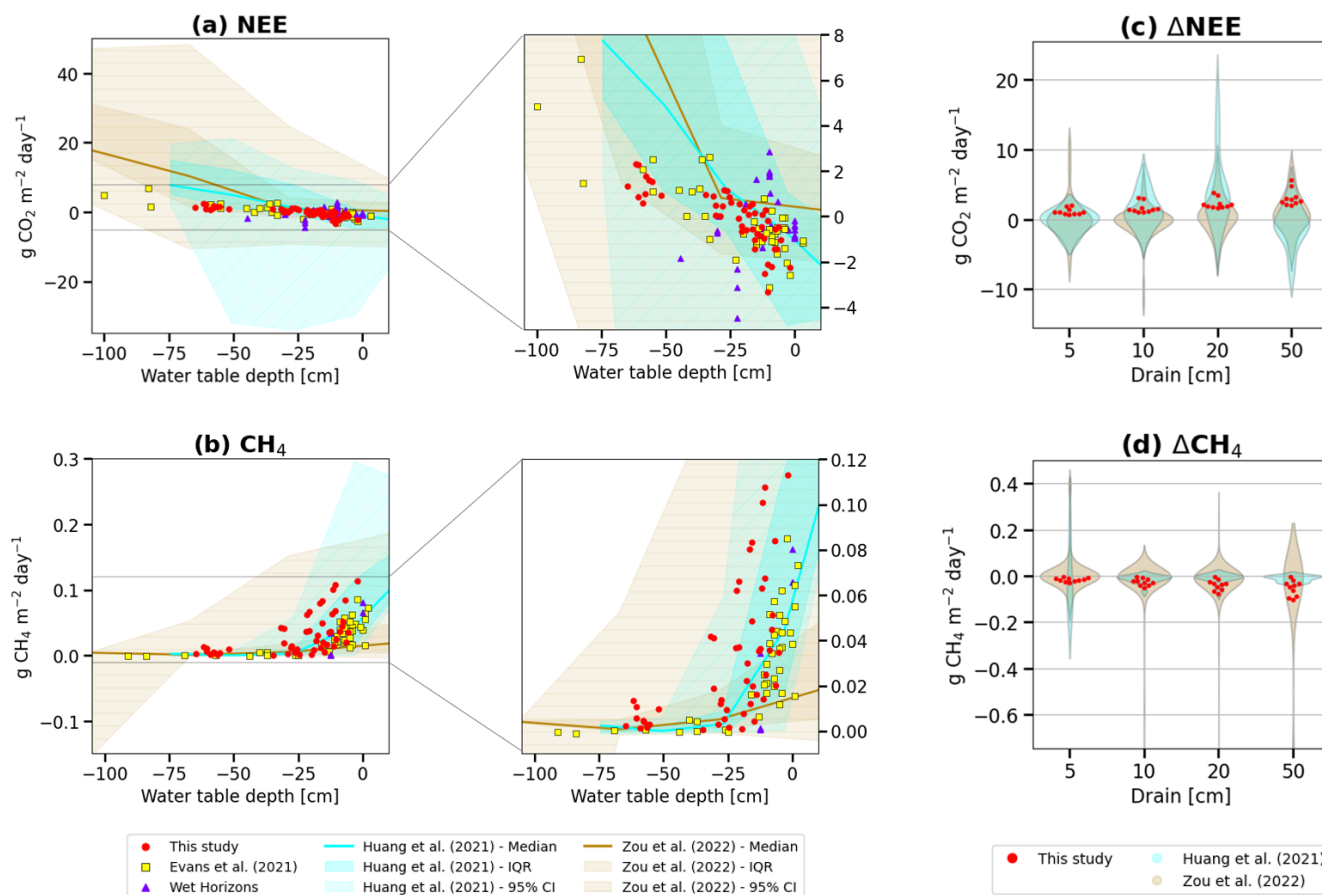 (a) NEE
(c) ΔNEE
g CO₂ m⁻² day⁻¹
40
20
0
−20
−100 −75 −50 −25 0
Water table depth [cm]
8
6
4
2
0
−2
−4
−100 −75 −50 −25 0
Water table depth [cm]
g CO₂ m⁻² day⁻¹
20
10
0
−10
5 10 20 50
Drain [cm]
(b) CH₄
(d) ΔCH₄
g CH₄ m⁻² day⁻¹
0.3
0.2
0.1
0.0
−0.1
−100 −75 −50 −25 0
Water table depth [cm]
0.12
0.10
0.08
0.06
0.04
0.02
0.00
−100 −75 −50 −25 0
Water table depth [cm]
g CH₄ m⁻² day⁻¹
0.4
0.2
0.0
−0.2
−0.4
−0.6
5 10 20 50
Drain [cm]
This study
Evans et al. (2021)
Wet Horizons
Huang et al. (2021) - Median
Huang et al. (2021) - IQR
Huang et al. (2021) - 95% CI
Zou et al. (2022) - Median
Zou et al. (2022) - IQR
Zou et al. (2022) - 95% CI
This study
Huang et al. (2021)
Zou et al. (2022)